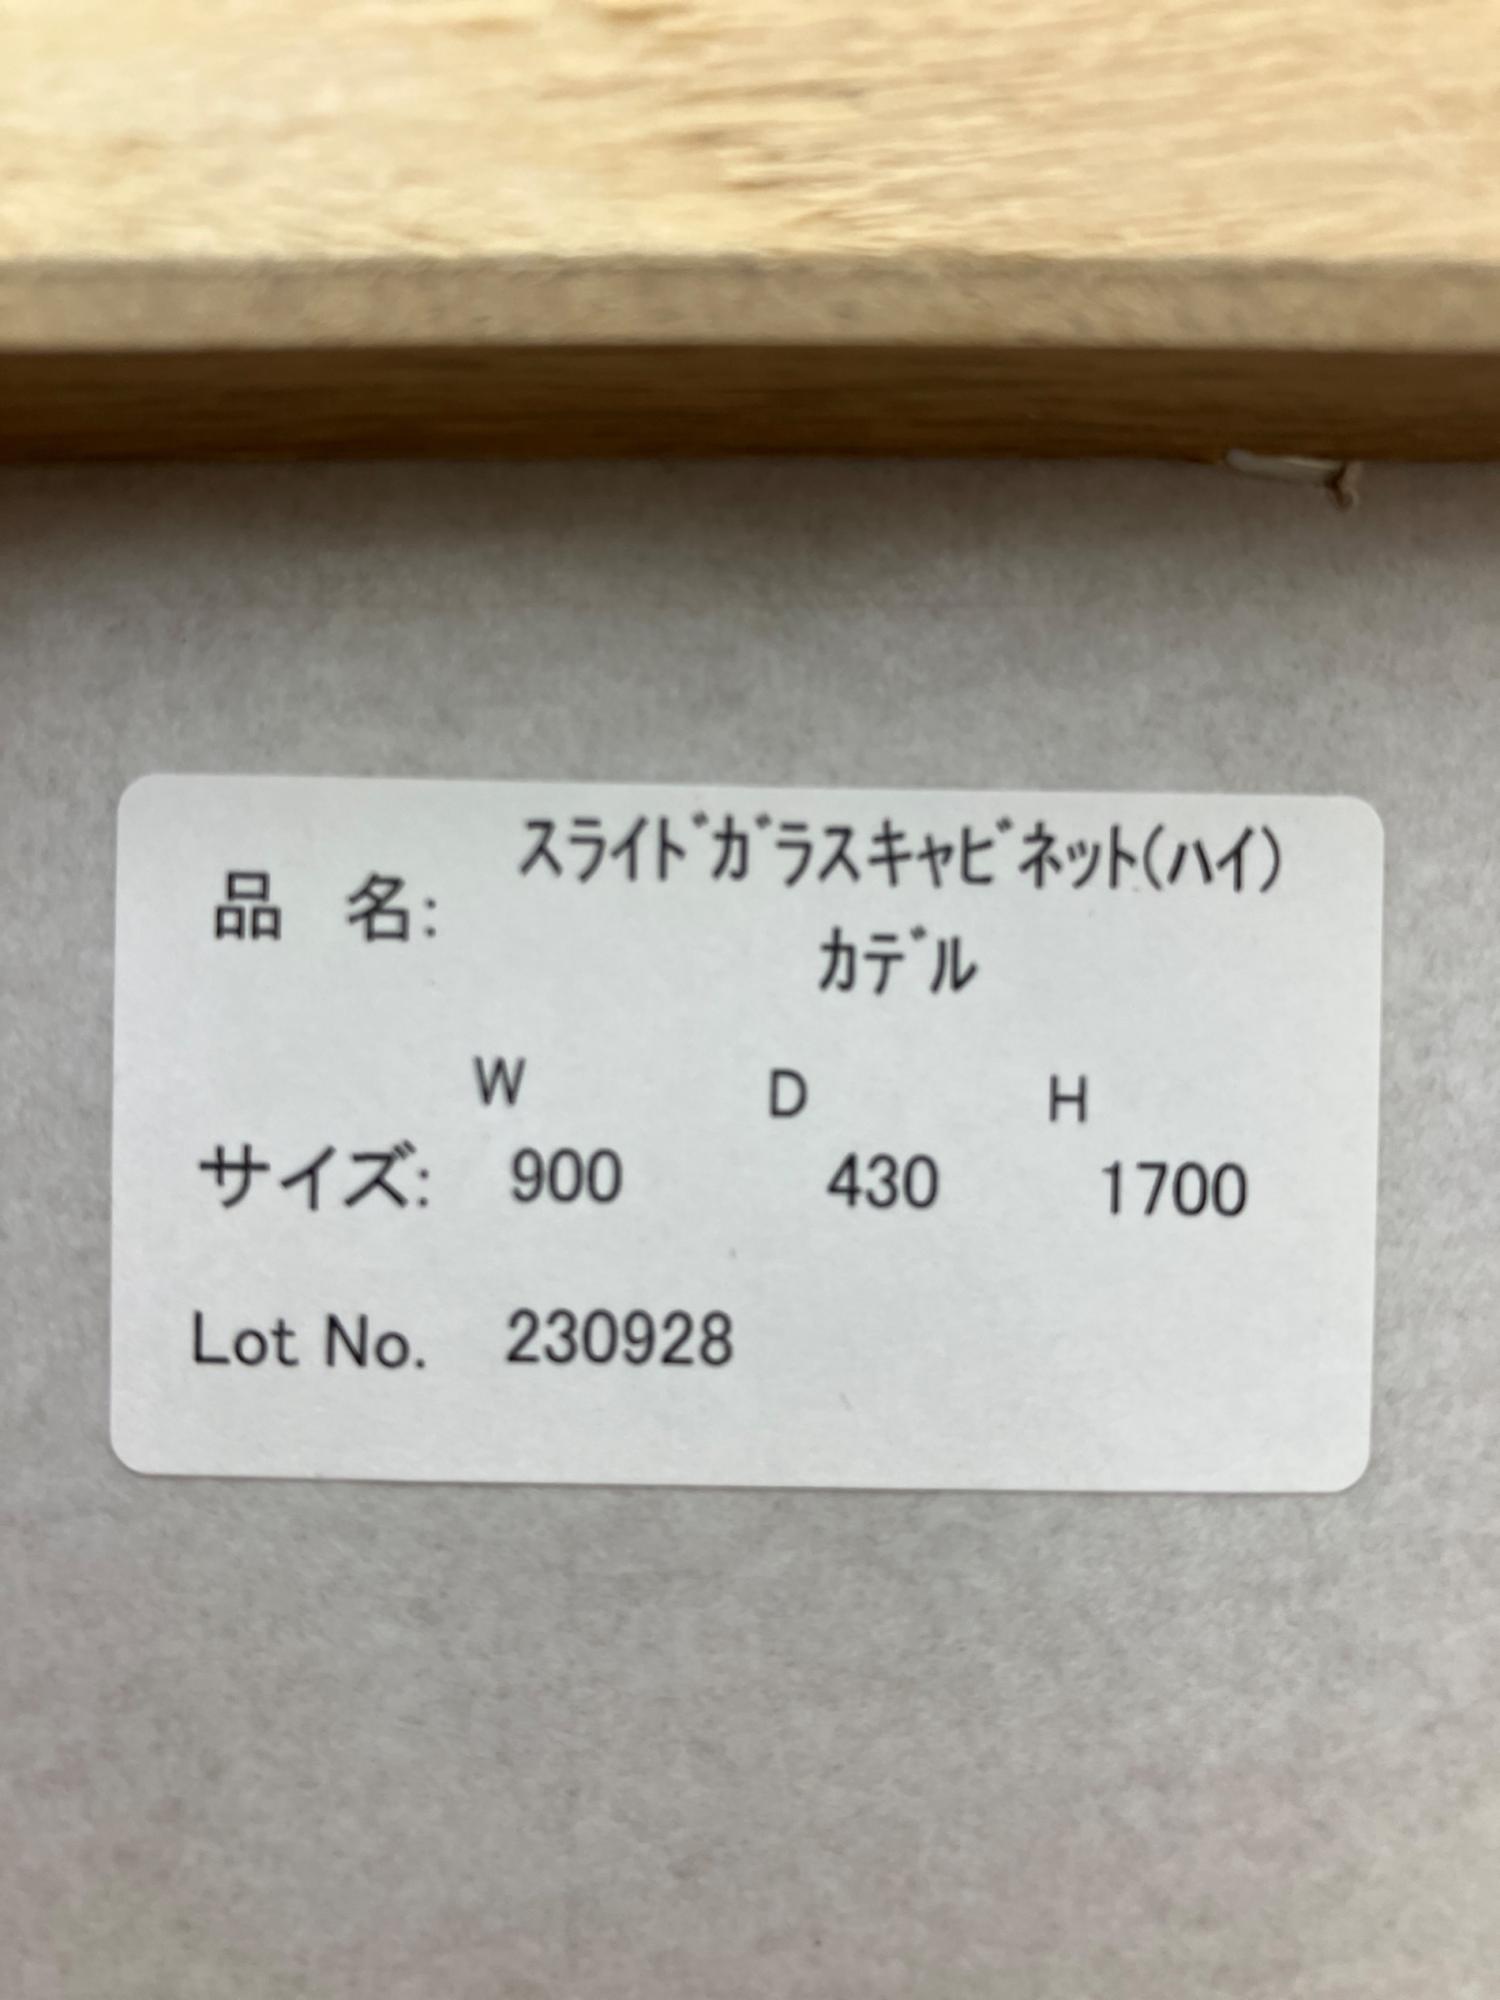 品 名: ｽﾗｲﾄﾞｶﾞﾗｽｷｬﾋﾞﾈｯﾄ(ﾊｲ)
ｶﾃﾞﾙ
W D H
サイズ: 900 430 1700
Lot No. 230928